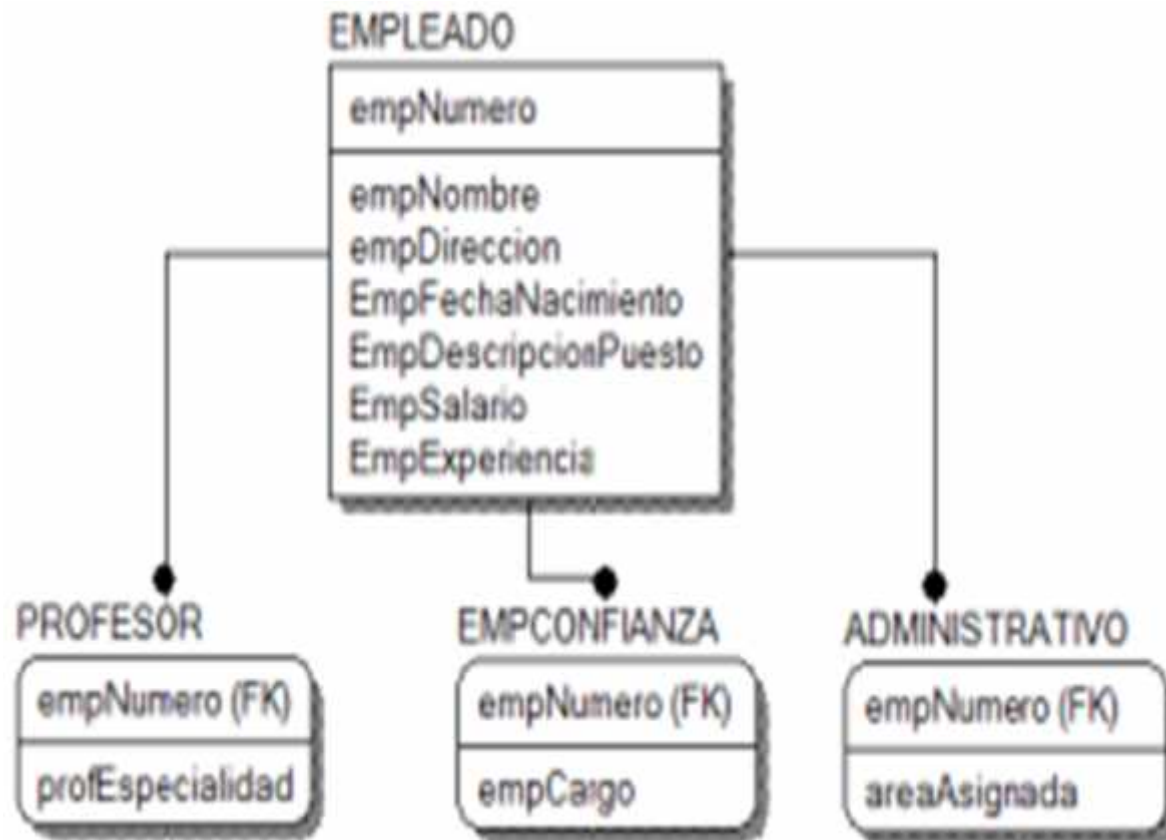 EMPLEADO
empNumero
empNombre
empDireccion
EmpFechaNacimiento
EmpDescripcionPuesto
EmpSalario
EmpExperiencia
PROFESOR
empNumero (FK)
profEspecialidad
EMPCONFIANZA
empNumero (FK)
empCargo
ADMINISTRATIVO
empNumero (FK)
areaAsignada